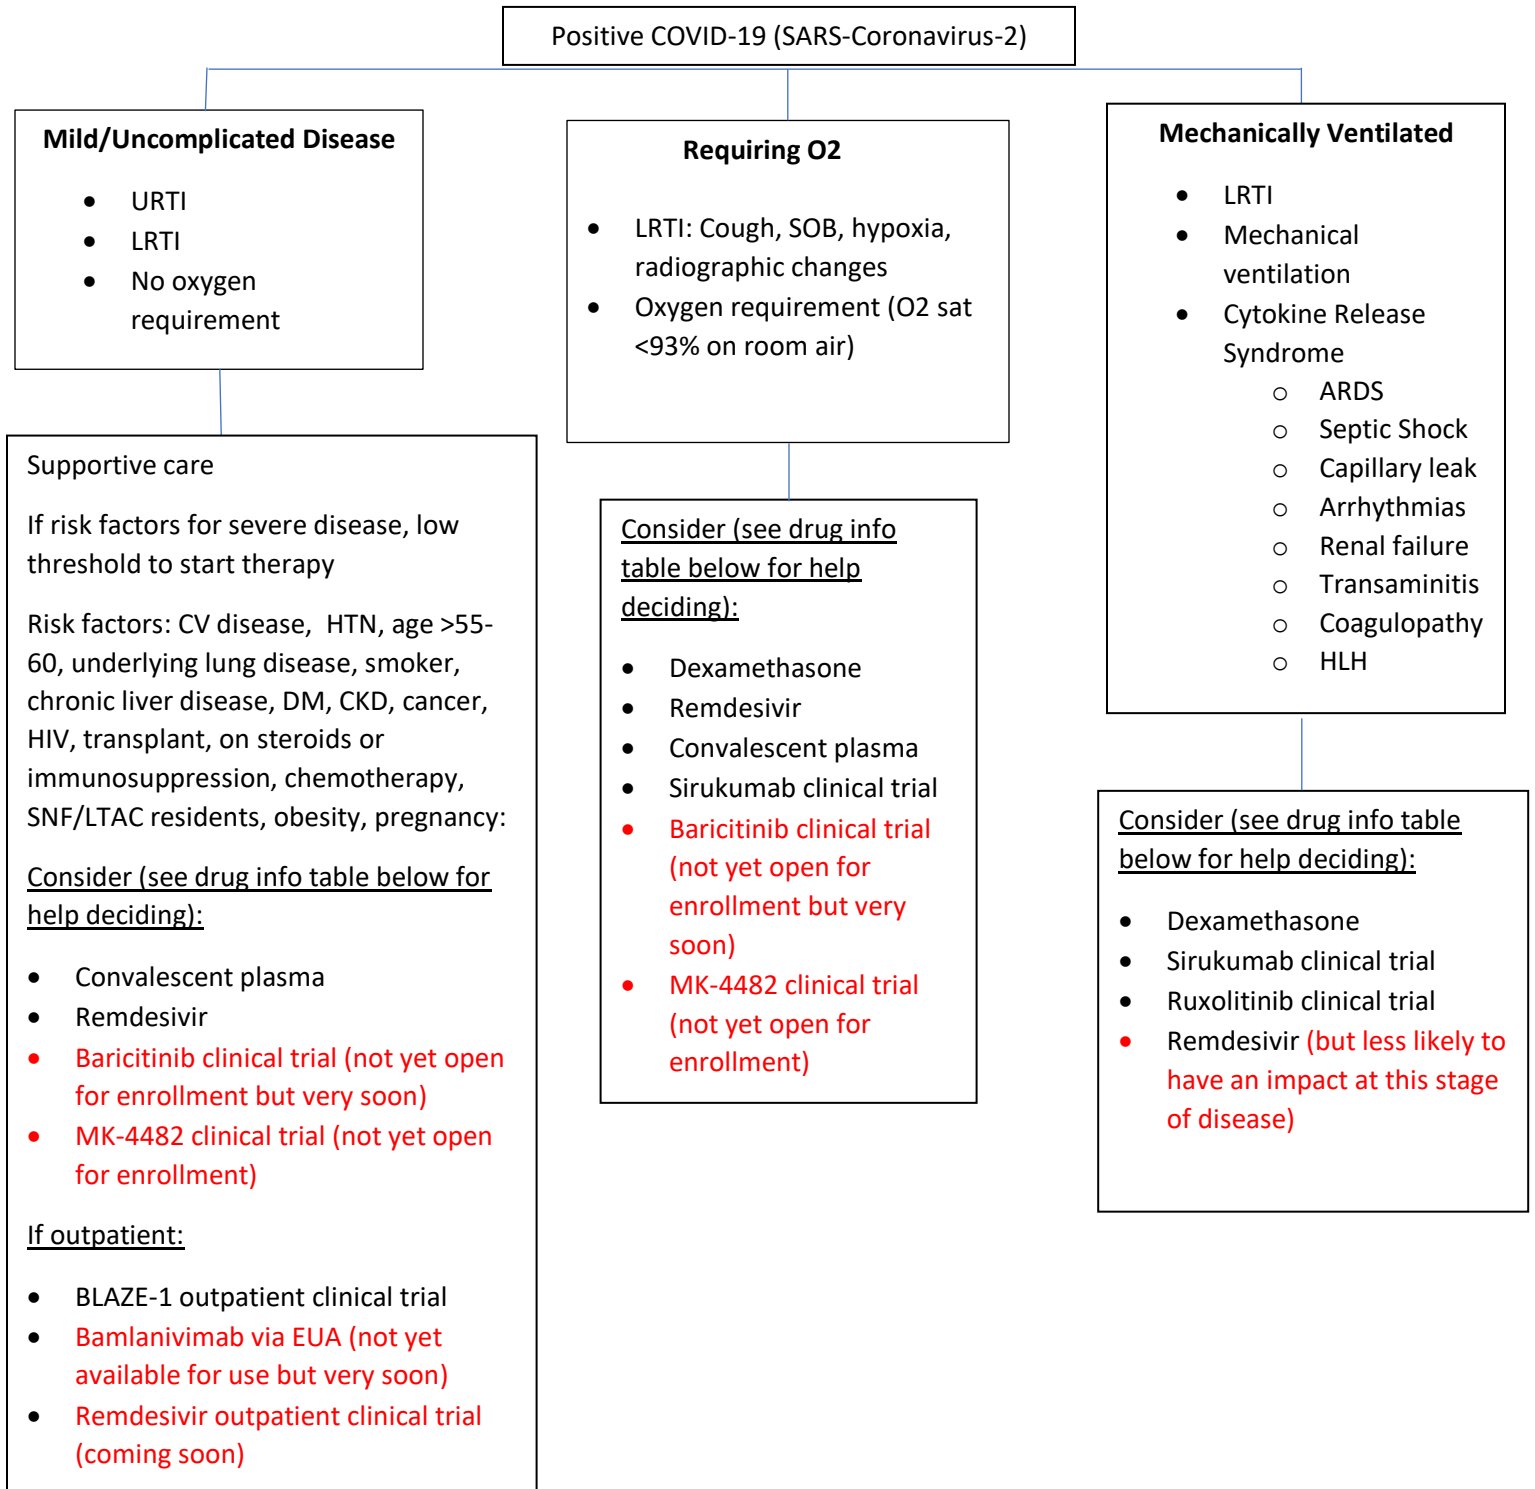 Positive COVID-19 (SARS-Coronavirus-2)
Mild/Uncomplicated Disease
• URTI
• LRTI
• No oxygen
requirement
Supportive care
If risk factors for severe disease, low
threshold to start therapy
Risk factors: CV disease,  HTN, age >55-
60, underlying lung disease, smoker,
chronic liver disease, DM, CKD, cancer,
HIV, transplant, on steroids or
immunosuppression, chemotherapy,
SNF/LTAC residents, obesity, pregnancy:
Consider (see drug info table below for
help deciding):
• Convalescent plasma
• Remdesivir
• Baricitinib clinical trial (not yet open
for enrollment but very soon)
• MK-4482 clinical trial (not yet open
for enrollment)
If outpatient:
• BLAZE-1 outpatient clinical trial
• Bamlanivimab via EUA (not yet
available for use but very soon)
• Remdesivir outpatient clinical trial
(coming soon)
Requiring O2
• LRTI: Cough, SOB, hypoxia,
radiographic changes
• Oxygen requirement (O2 sat
<93% on room air)
Consider (see drug info
table below for help
deciding):
• Dexamethasone
• Remdesivir
• Convalescent plasma
• Sirukumab clinical trial
• Baricitinib clinical trial
(not yet open for
enrollment but very
soon)
• MK-4482 clinical trial
(not yet open for
enrollment)
Mechanically Ventilated
• LRTI
• Mechanical
ventilation
• Cytokine Release
Syndrome
o ARDS
o Septic Shock
o Capillary leak
o Arrhythmias
o Renal failure
o Transaminitis
o Coagulopathy
o HLH
Consider (see drug info table
below for help deciding):
• Dexamethasone
• Sirukumab clinical trial
• Ruxolitinib clinical trial
• Remdesivir (but less likely to
have an impact at this stage
of disease)